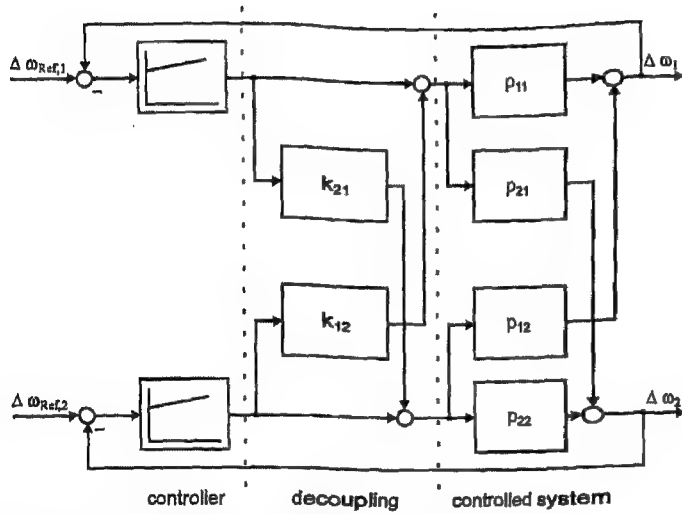 Δ ω_Ref,1
-
p_11
Δ ω_1
k_21
p_21
k_12
p_12
Δ ω_Ref,2
-
p_22
Δ ω_2
controller
decoupling
controlled system